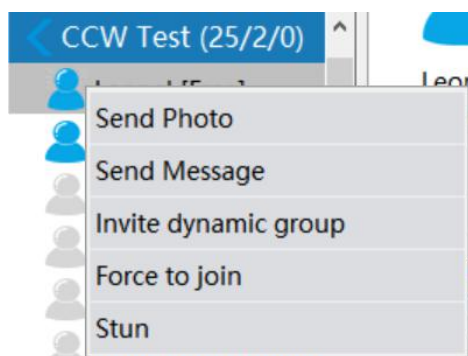 CCW Test (25/2/0)
Send Photo
Send Message
Invite dynamic group
Force to join
Stun